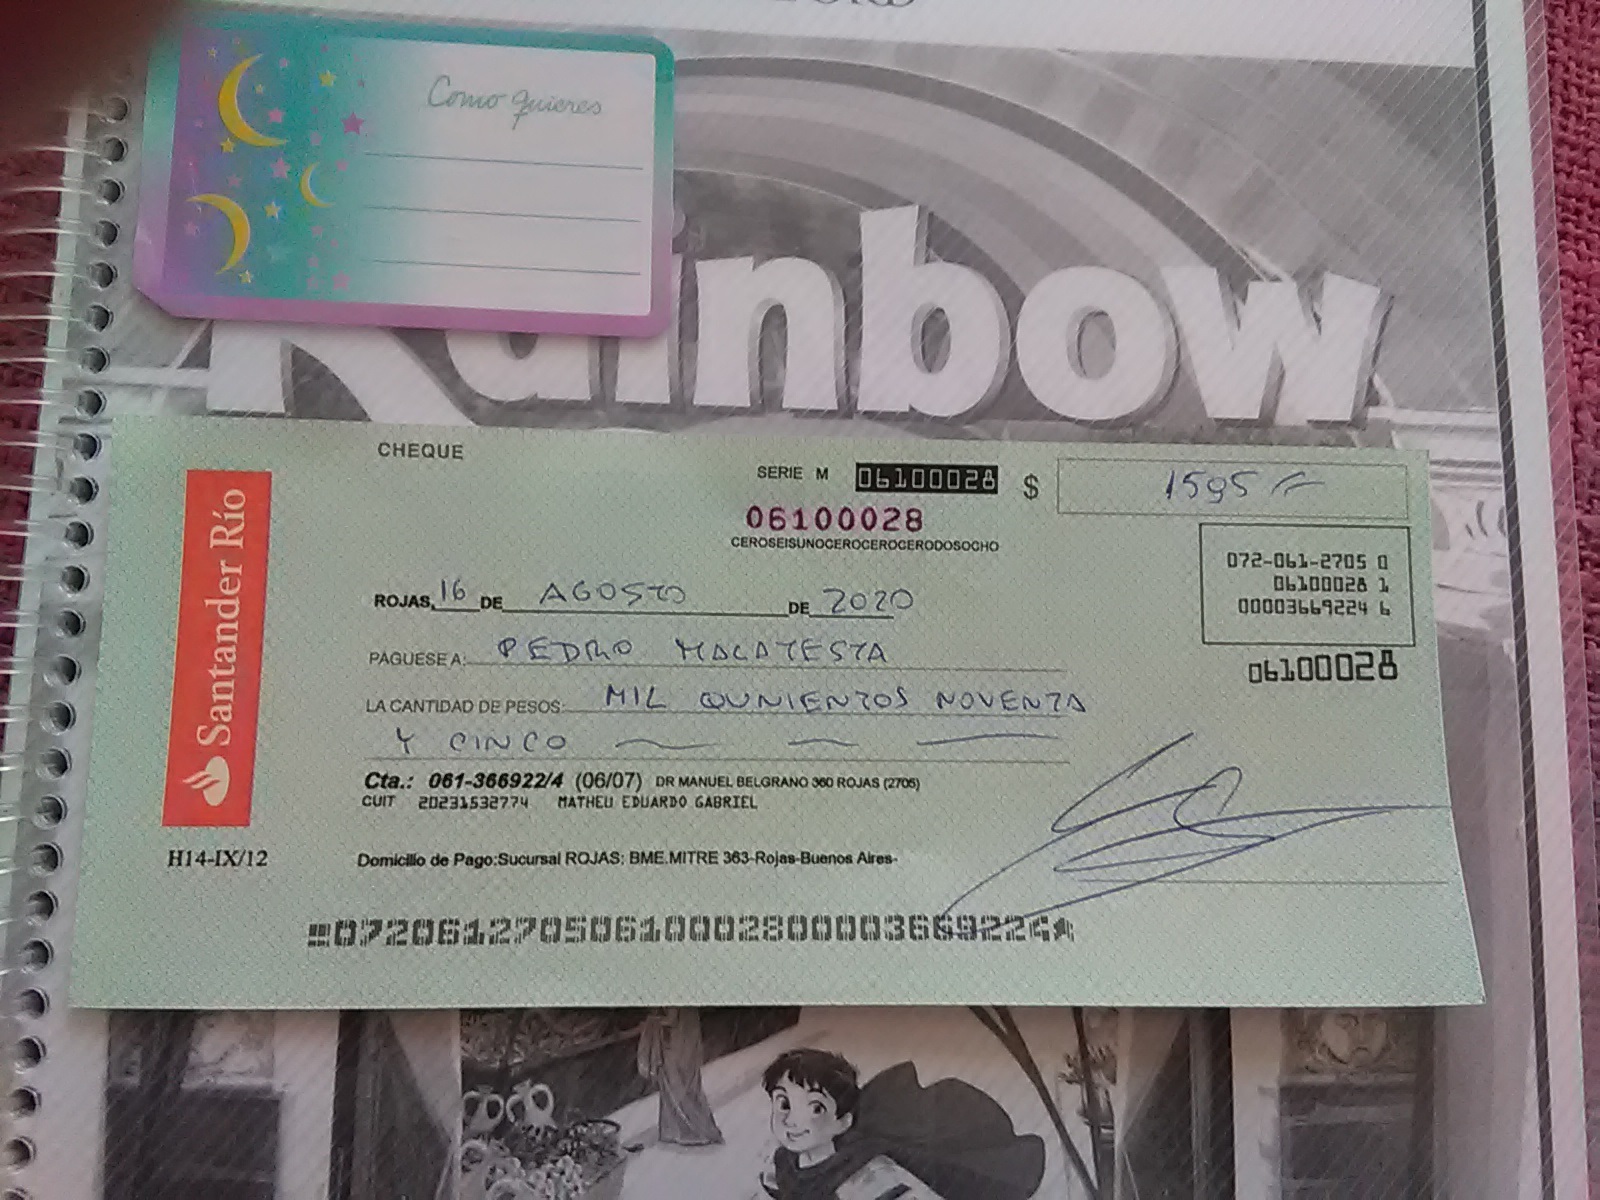 Como quieres
Rainbow
CHEQUE
SERIE M 06100028 $ 1595
06100028
CEROSEISUNOCEROCEROCERODOSOCHO
072-061-2705 0
06100028 1
00003669224 6
06100028
Santander Río
ROJAS, 16 DE AGOSTO DE 2020
PÁGUESE A: PEDRO MALATESTA
LA CANTIDAD DE PESOS: MIL QUNIENTOS NOVENTA
Y CINCO
Cta.: 061-366922/4 (06/07) DR MANUEL BELGRANO 360 ROJAS (2705)
CUIT 20231532774 MATHEU EDUARDO GABRIEL
H14-IX/12
Domicilio de Pago:Sucursal ROJAS: BME.MITRE 363-Rojas-Buenos Aires-
07206127050610002800003669224